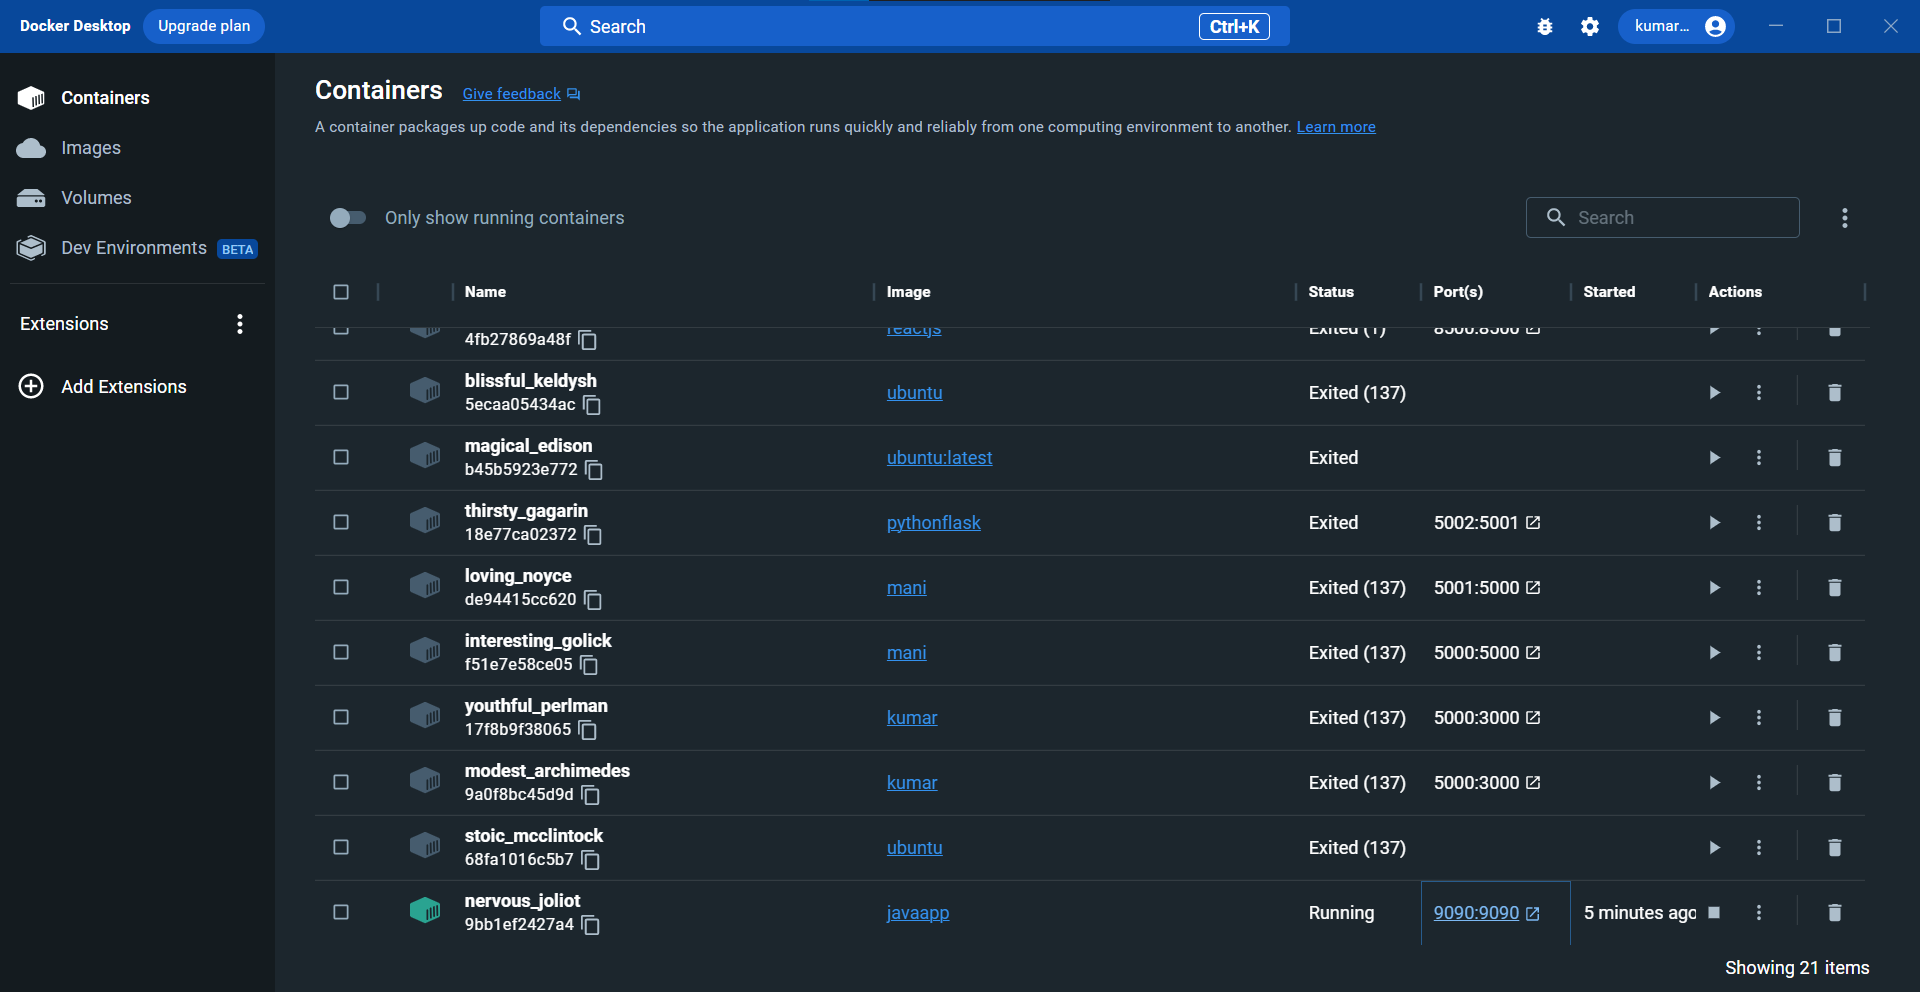 Docker Desktop Upgrade plan Search Ctrl+K kumar...
Containers
Images
Volumes
Dev Environments BETA
Extensions
Add Extensions
Containers Give feedback
A container packages up code and its dependencies so the application runs quickly and reliably from one computing environment to another. Learn more
Only show running containers Search
Name Image Status Port(s) Started Actions
reactjs Exited (1) 8500:8500
4fb27869a48f
blissful_keldysh
5ecaa05434ac ubuntu Exited (137)
magical_edison
b45b5923e772 ubuntu:latest Exited
thirsty_gagarin
18e77ca02372 pythonflask Exited 5002:5001
loving_noyce
de94415cc620 mani Exited (137) 5001:5000
interesting_golick
f51e7e58ce05 mani Exited (137) 5000:5000
youthful_perlman
17f8b9f38065 kumar Exited (137) 5000:3000
modest_archimedes
9a0f8bc45d9d kumar Exited (137) 5000:3000
stoic_mcclintock
68fa1016c5b7 ubuntu Exited (137)
nervous_joliot
9bb1ef2427a4 javaapp Running 9090:9090 5 minutes ago
Showing 21 items